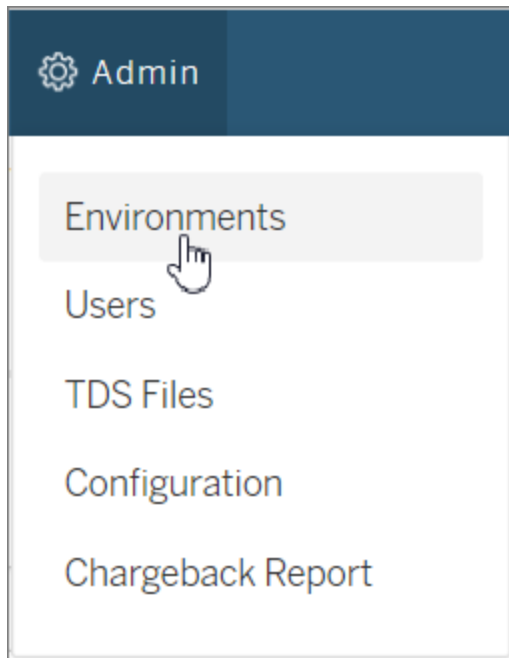 Admin
Environments
Users
TDS Files
Configuration
Chargeback Report